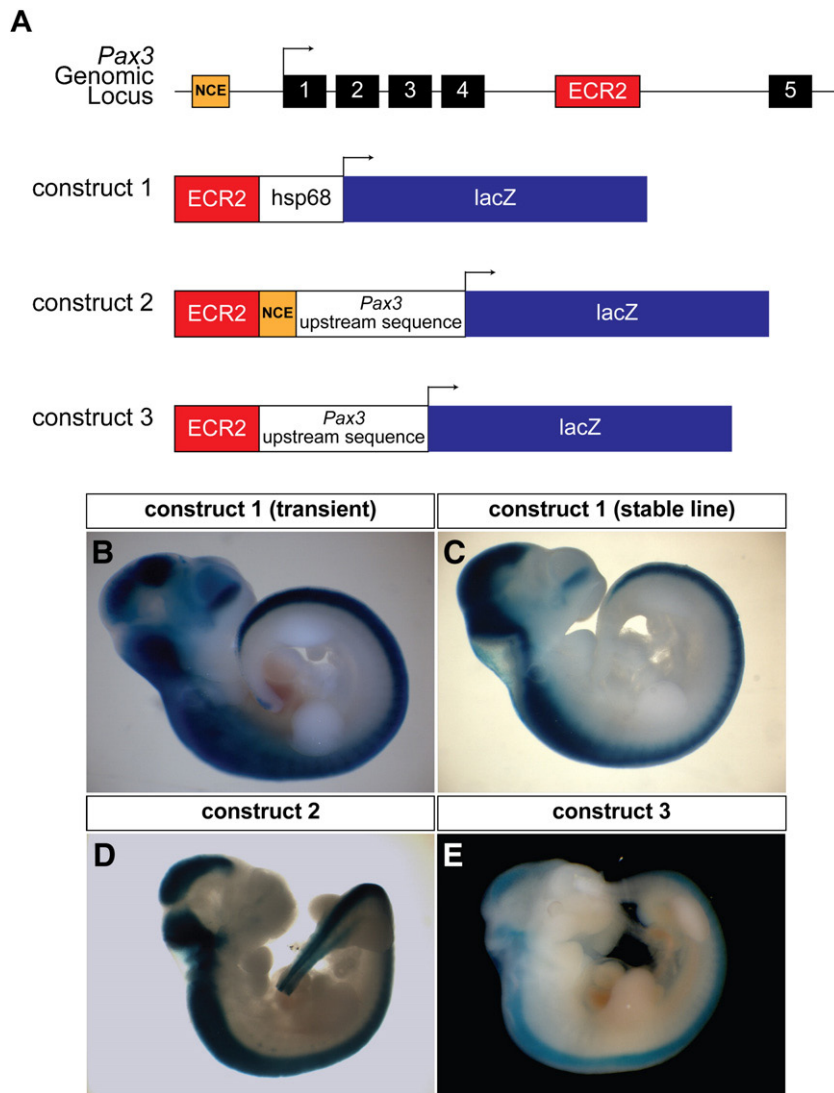 A
Pax3
Genomic
Locus
NCE
1 2 3 4
ECR2
5
construct 1
ECR2 hsp68 lacZ
construct 2
ECR2 NCE Pax3
upstream sequence
lacZ
construct 3
ECR2 Pax3
upstream sequence
lacZ
construct 1 (transient) construct 1 (stable line)
B C
construct 2 construct 3
D E